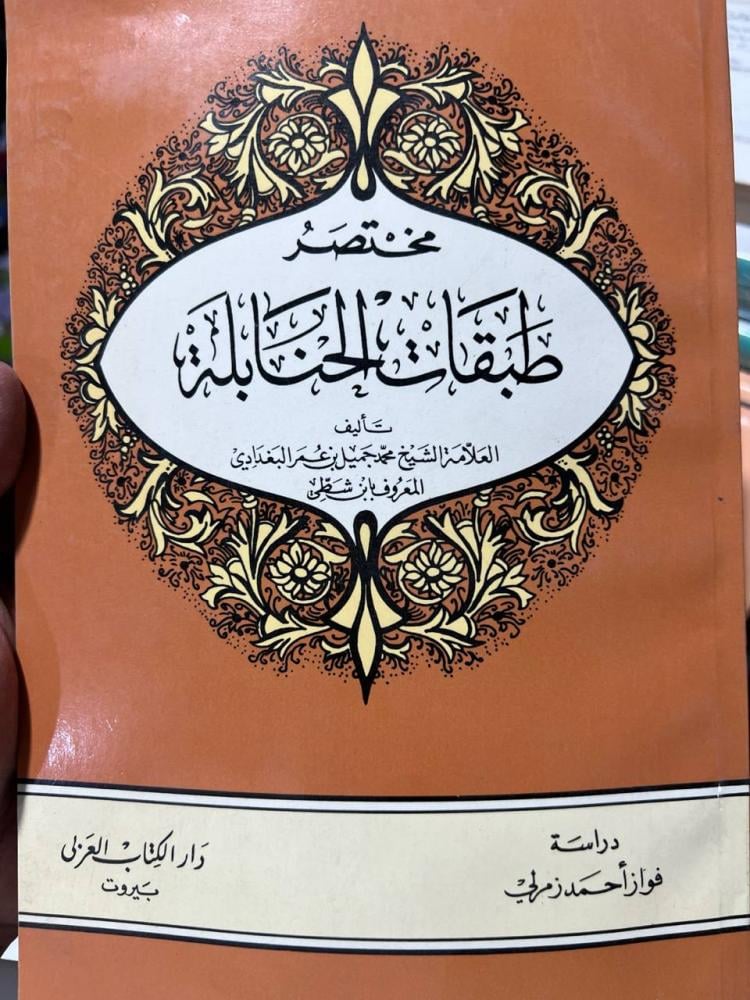 مختصر
طبقات الحنابلة
تأليف
العلامة الشيخ محمد جميل بن عمر البغدادي
المعروف بابن شطي
دراسة
فواز أحمد زمرلي
دار الكتاب العربي
بيروت